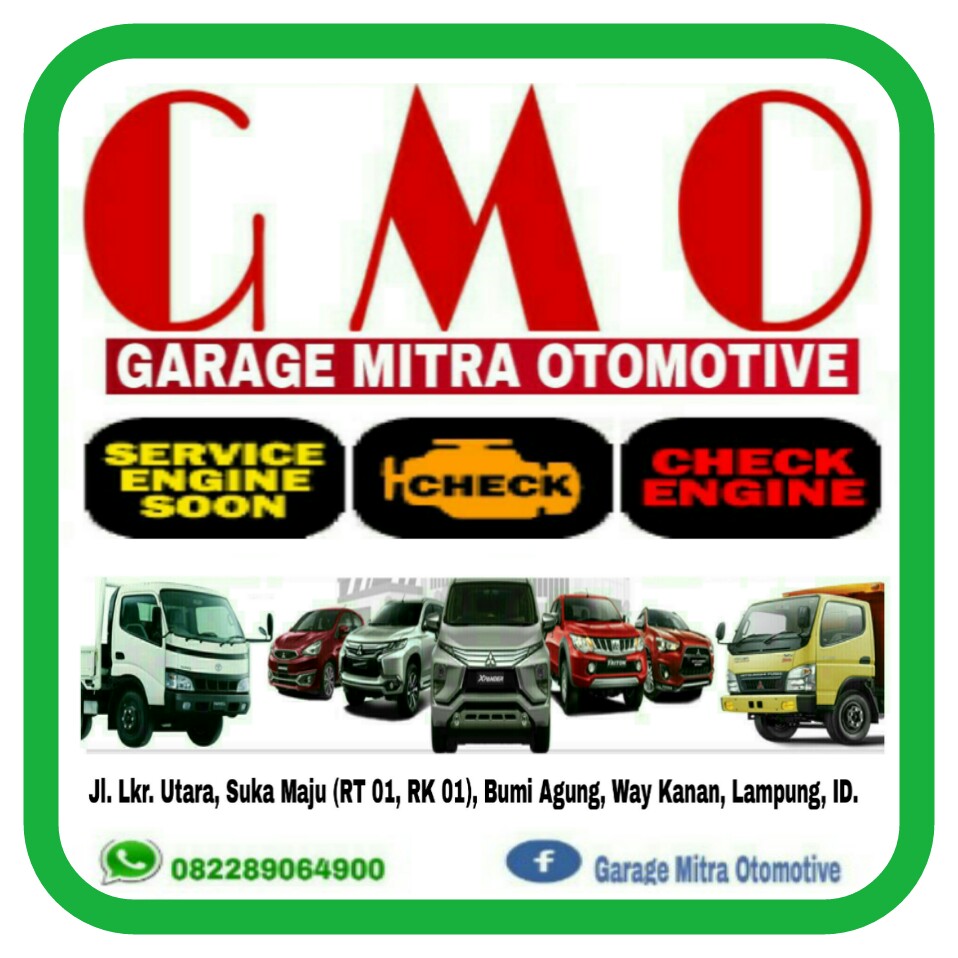 GMO
GARAGE MITRA OTOMOTIVE
SERVICE
ENGINE
SOON
CHECK
CHECK
ENGINE
XPANDER
TRITON
Jl. Lkr. Utara, Suka Maju (RT 01, RK 01), Bumi Agung, Way Kanan, Lampung, ID.
082289064900
f Garage Mitra Otomotive